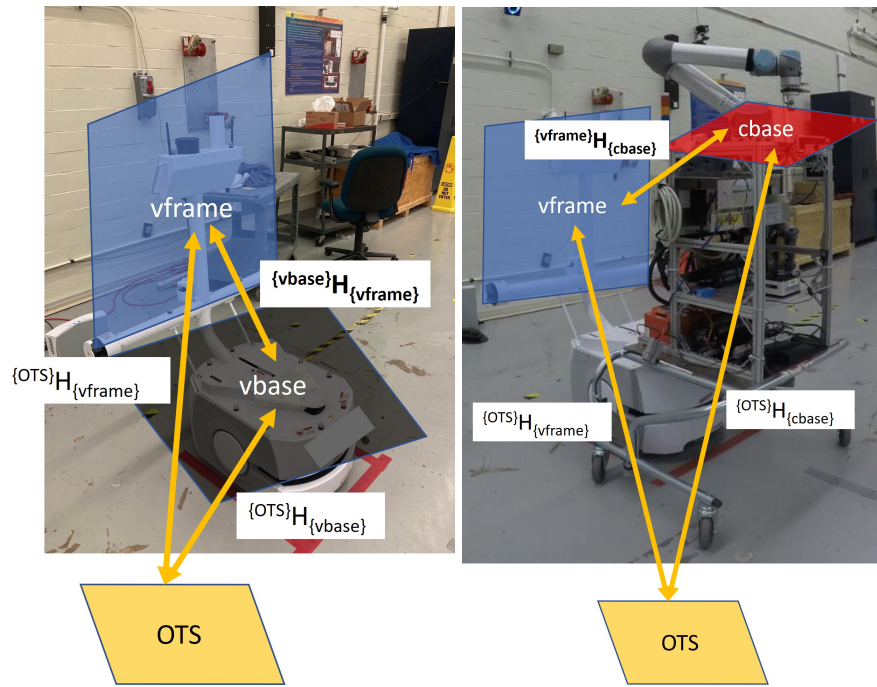 vframe
{vbase}H{vframe}
{OTS}H{vframe}
vbase
{OTS}H{vbase}
OTS
{vframe}H{cbase}
cbase
vframe
{OTS}H{vframe}
{OTS}H{cbase}
OTS